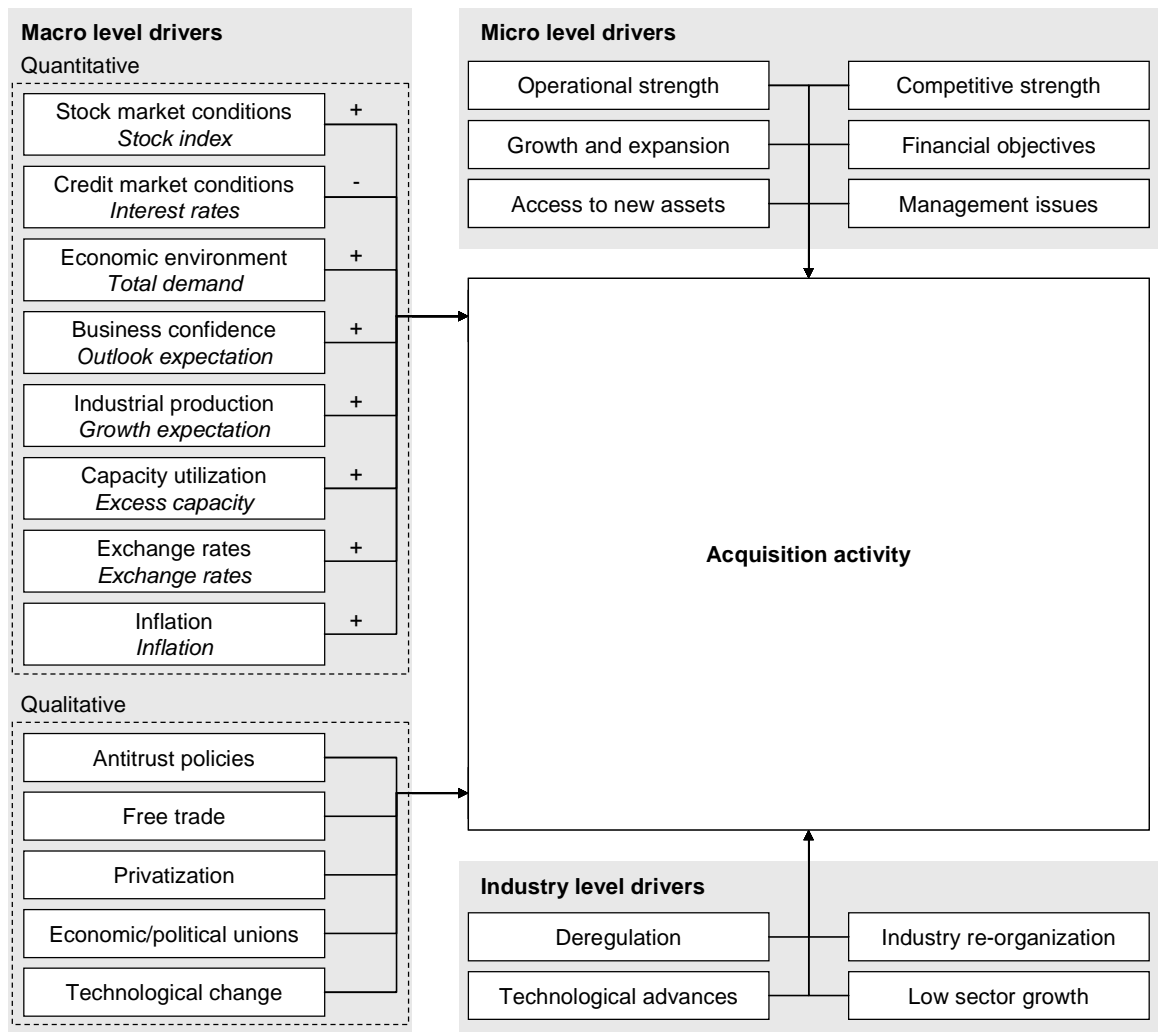 Macro level drivers
Quantitative
Stock market conditions
Stock index
+
Credit market conditions
Interest rates
-
Economic environment
Total demand
+
Business confidence
Outlook expectation
+
Industrial production
Growth expectation
+
Capacity utilization
Excess capacity
+
Exchange rates
Exchange rates
+
Inflation
Inflation
+
Qualitative
Antitrust policies
Free trade
Privatization
Economic/political unions
Technological change
Micro level drivers
Operational strength
Competitive strength
Growth and expansion
Financial objectives
Access to new assets
Management issues
Acquisition activity
Industry level drivers
Deregulation
Industry re-organization
Technological advances
Low sector growth